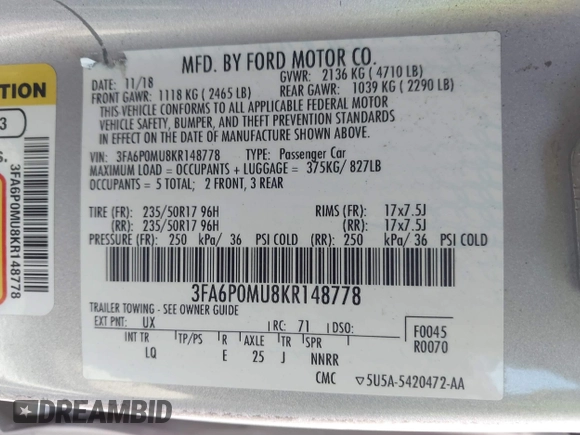 MFD. BY FORD MOTOR CO.
DATE: 11/18 GVWR: 2136 KG ( 4710 LB)
FRONT GAWR: 1118 KG ( 2465 LB) REAR GAWR: 1039 KG ( 2290 LB)
THIS VEHICLE CONFORMS TO ALL APPLICABLE FEDERAL MOTOR
VEHICLE SAFETY, BUMPER, AND THEFT PREVENTION STANDARDS
IN EFFECT ON THE DATE OF MANUFACTURE SHOWN ABOVE.
VIN: 3FA6P0MU8KR148778 TYPE: Passenger Car
MAXIMUM LOAD = OCCUPANTS + LUGGAGE = 375KG/ 827LB
OCCUPANTS = 5 TOTAL; 2 FRONT, 3 REAR
TIRE (FR): 235/50R17 96H RIMS (FR): 17x7.5J
(RR): 235/50R17 96H (RR): 17x7.5J
PRESSURE (FR): 250 kPa/ 36 PSI COLD (RR): 250 kPa/ 36 PSI COLD
3FA6P0MU8KR148778
TRAILER TOWING - SEE OWNER GUIDE
EXT PNT: UX RC: 71 DSO:
INT TR TP/PS R AXLE TR SPR
LQ E 25 J NNRR
F0045
R0070
CMC ▽5U5A-5420472-AA
TION
3
S.
3FA6P0MU8KR148778
DREAMBID